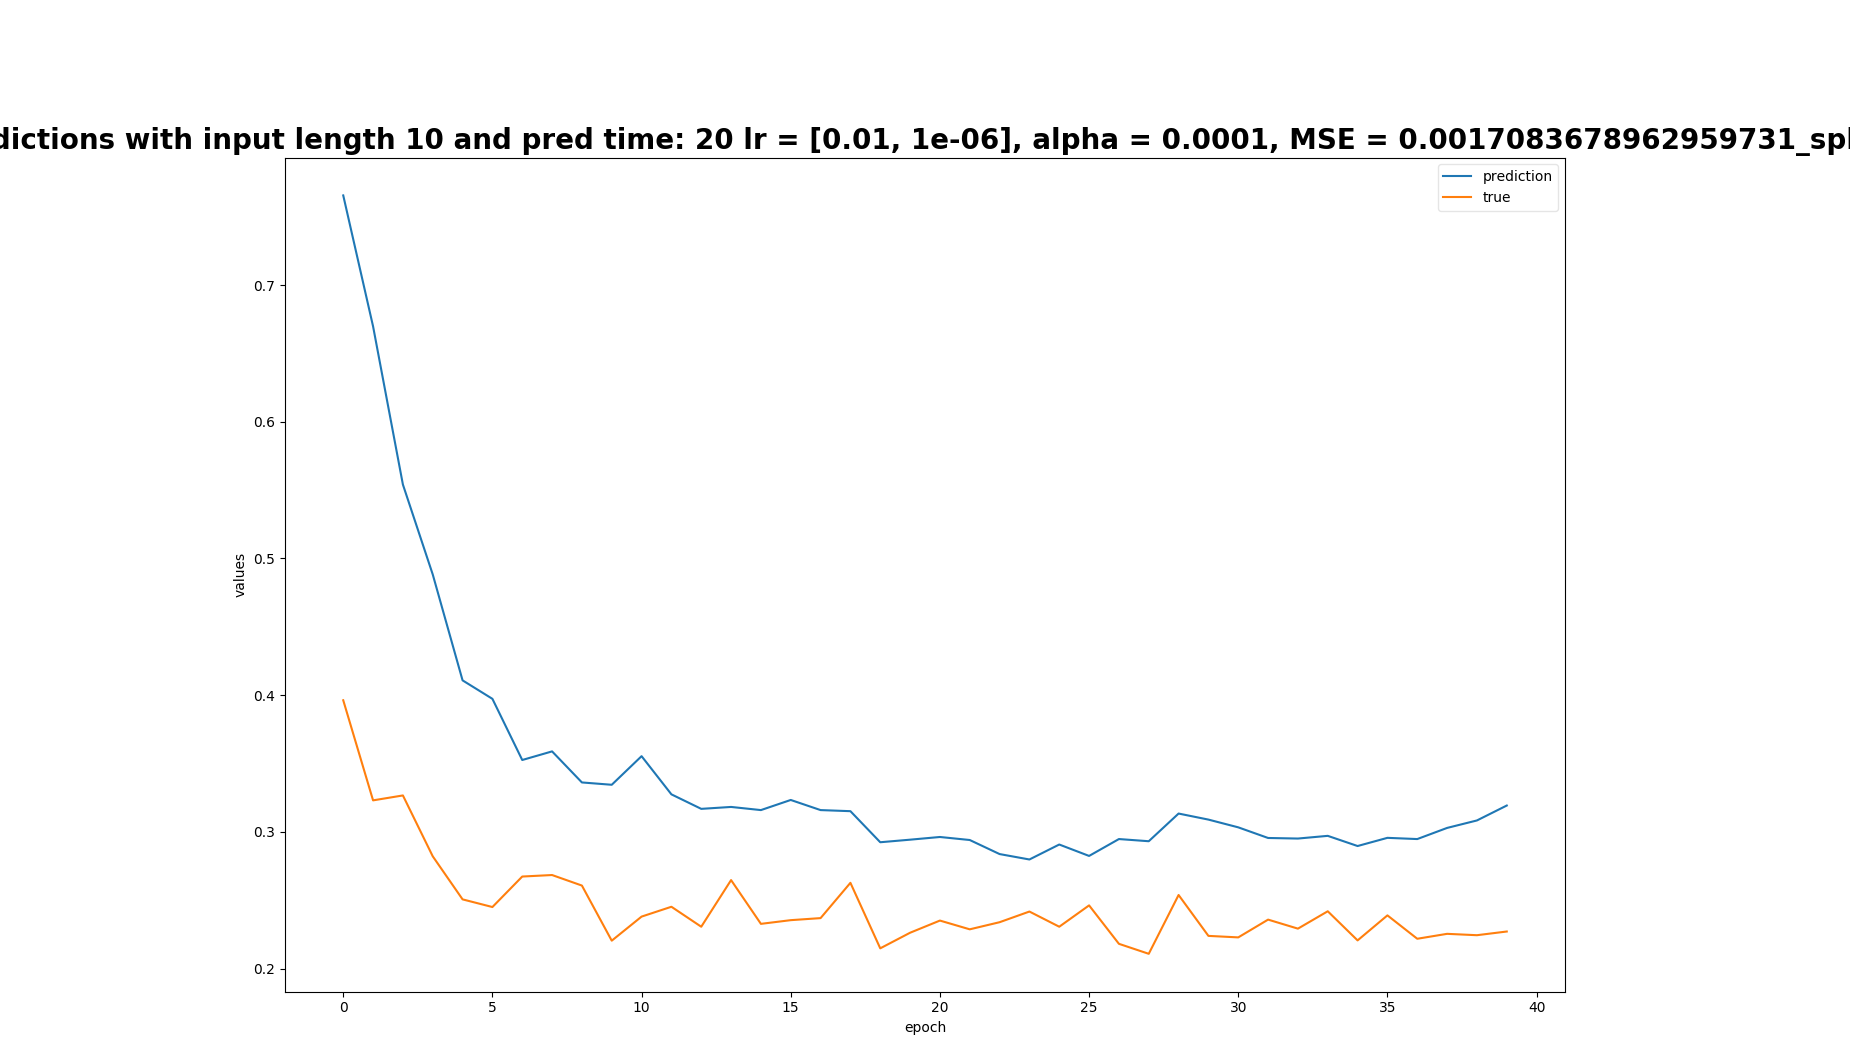 dictions with input length 10 and pred time: 20 lr = [0.01, 1e-06], alpha = 0.0001, MSE = 0.0017083678962959731_spl
prediction
true
0.7
0.6
0.5
0.4
0.3
0.2
values
0 5 10 15 20 25 30 35 40
epoch